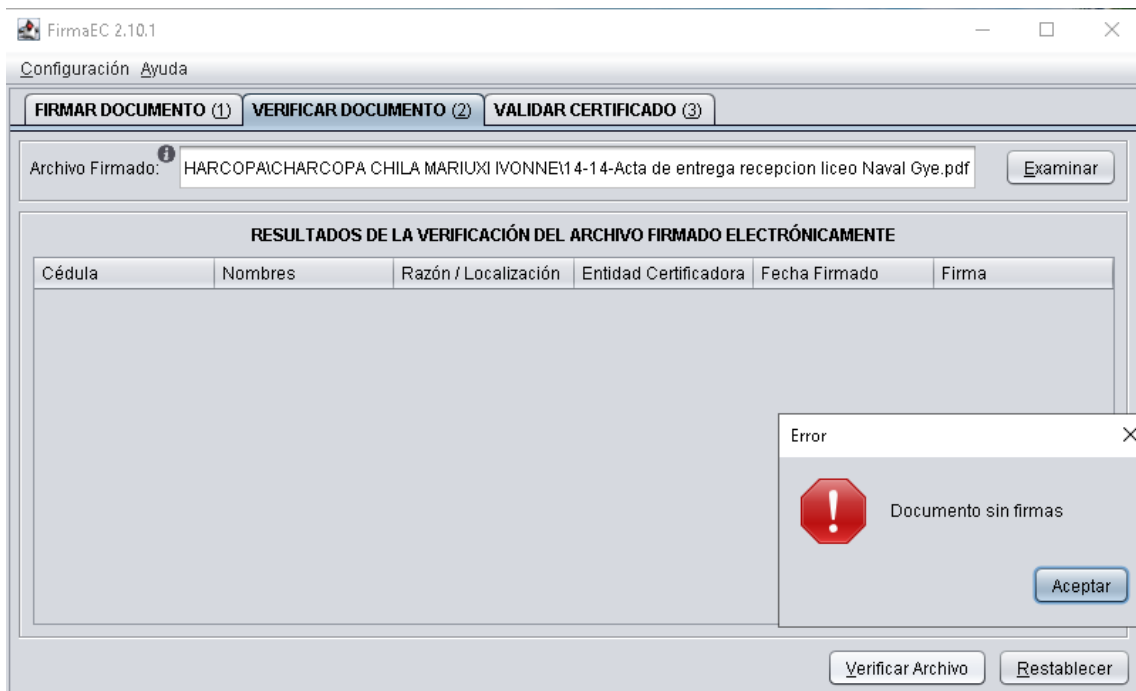 FirmaEC 2.10.1
Configuración Ayuda
FIRMAR DOCUMENTO (1) VERIFICAR DOCUMENTO (2) VALIDAR CERTIFICADO (3)
Archivo Firmado: HARCOPA\CHARCOPA CHILA MARIUXI IVONNE\14-14-Acta de entrega recepcion liceo Naval Gye.pdf Examinar
RESULTADOS DE LA VERIFICACIÓN DEL ARCHIVO FIRMADO ELECTRÓNICAMENTE
Cédula Nombres Razón / Localización Entidad Certificadora Fecha Firmado Firma
Error
Documento sin firmas
Aceptar
Verificar Archivo Restablecer